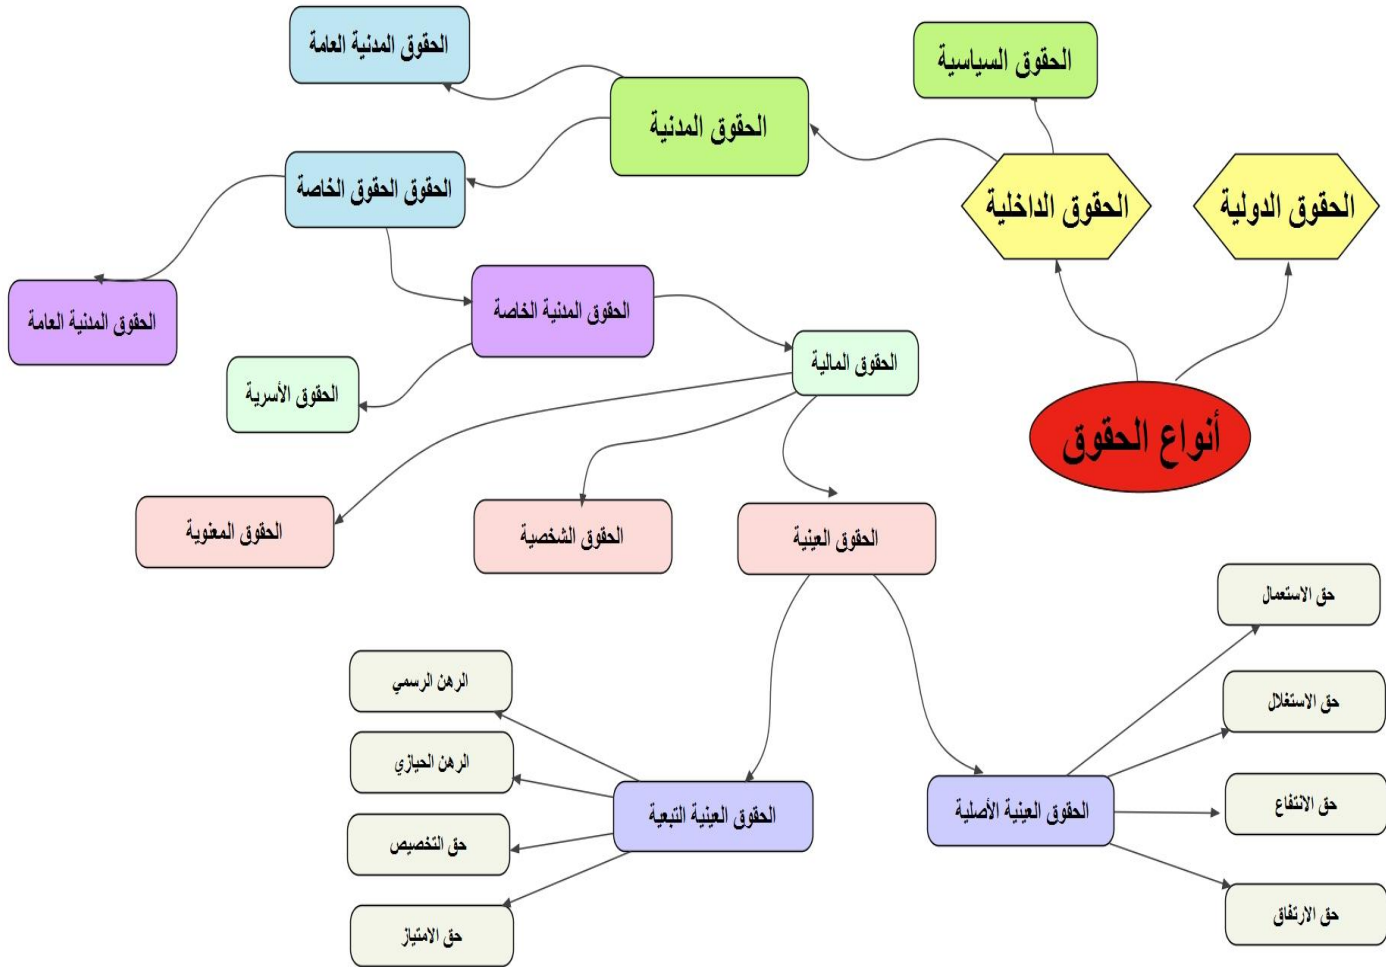 الحقوق المدنية العامة
الحقوق السياسية
الحقوق المدنية
الحقوق الحقوق الخاصة
الحقوق الداخلية
الحقوق الدولية
الحقوق المدنية الخاصة
الحقوق المدنية العامة
الحقوق المالية
الحقوق الأسرية
أنواع الحقوق
الحقوق العينية
الحقوق الشخصية
الحقوق المعنوية
حق الاستعمال
الرهن الرسمي
حق الاستغلال
الرهن الحيازي
حق الانتفاع
الحقوق العينية الأصلية
الحقوق العينية التبعية
حق التخصيص
حق الارتفاق
حق الامتياز